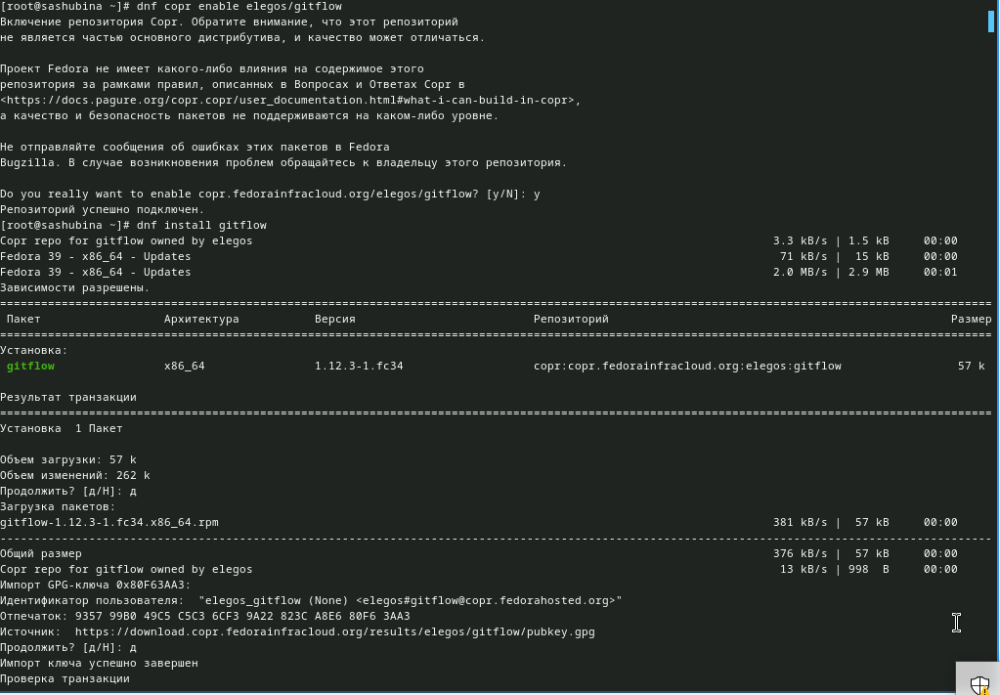 [root@sashubina ~]# dnf copr enable elegos/gitflow
Включение репозитория Copr. Обратите внимание, что этот репозиторий
не является частью основного дистрибутива, и качество может отличаться.
Проект Fedora не имеет какого-либо влияния на содержимое этого
репозитория за рамками правил, описанных в Вопросах и Ответах Copr в
<https://docs.pagure.org/copr.copr/user_documentation.html#what-i-can-build-in-copr>,
а качество и безопасность пакетов не поддерживаются на каком-либо уровне.
Не отправляйте сообщения об ошибках этих пакетов в Fedora
Bugzilla. В случае возникновения проблем обращайтесь к владельцу этого репозитория.
Do you really want to enable copr.fedorainfracloud.org/elegos/gitflow? [y/N]: y
Репозиторий успешно подключен.
[root@sashubina ~]# dnf install gitflow
Copr repo for gitflow owned by elegos 3.3 kB/s | 1.5 kB 00:00
Fedora 39 - x86_64 - Updates 71 kB/s | 15 kB 00:00
Fedora 39 - x86_64 - Updates 2.0 MB/s | 2.9 MB 00:01
Зависимости разрешены.
================================================================================
Пакет Архитектура Версия Репозиторий Размер
================================================================================
Установка:
gitflow x86_64 1.12.3-1.fc34 copr:copr.fedorainfracloud.org:elegos:gitflow 57 k
Результат транзакции
================================================================================
Установка 1 Пакет
Объем загрузки: 57 k
Объем изменений: 262 k
Продолжить? [д/Н]: д
Загрузка пакетов:
gitflow-1.12.3-1.fc34.x86_64.rpm 381 kB/s | 57 kB 00:00
--------------------------------------------------------------------------------
Общий размер 376 kB/s | 57 kB 00:00
Copr repo for gitflow owned by elegos 13 kB/s | 998 B 00:00
Импорт GPG-ключа 0x80F63AA3:
Идентификатор пользователя: "elegos_gitflow (None) <elegos#gitflow@copr.fedorahosted.org>"
Отпечаток: 9357 99B0 49C5 C5C3 6CF3 9A22 823C A8E6 80F6 3AA3
Источник: https://download.copr.fedorainfracloud.org/results/elegos/gitflow/pubkey.gpg
Продолжить? [д/Н]: д
Импорт ключа успешно завершен
Проверка транзакции